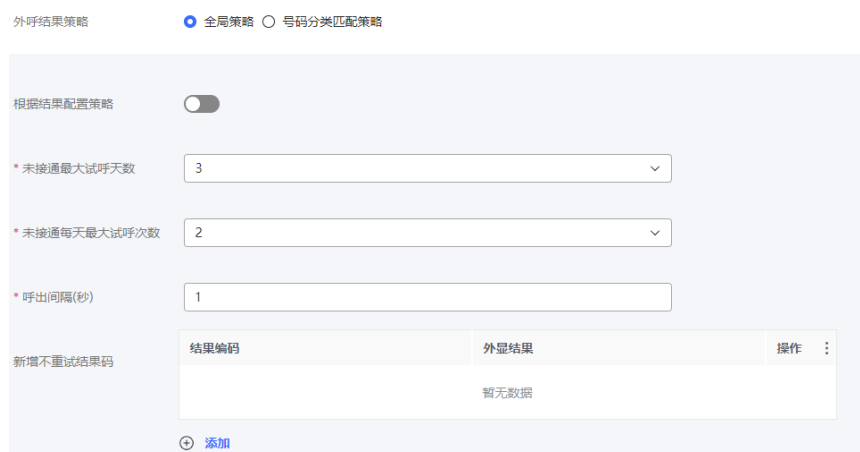 外呼结果策略 全局策略 号码分类匹配策略
根据结果配置策略
* 未接通最大试呼天数 3
* 未接通每天最大试呼次数 2
* 呼出间隔(秒) 1
新增不重试结果码
结果编码 外显结果 操作
暂无数据
添加